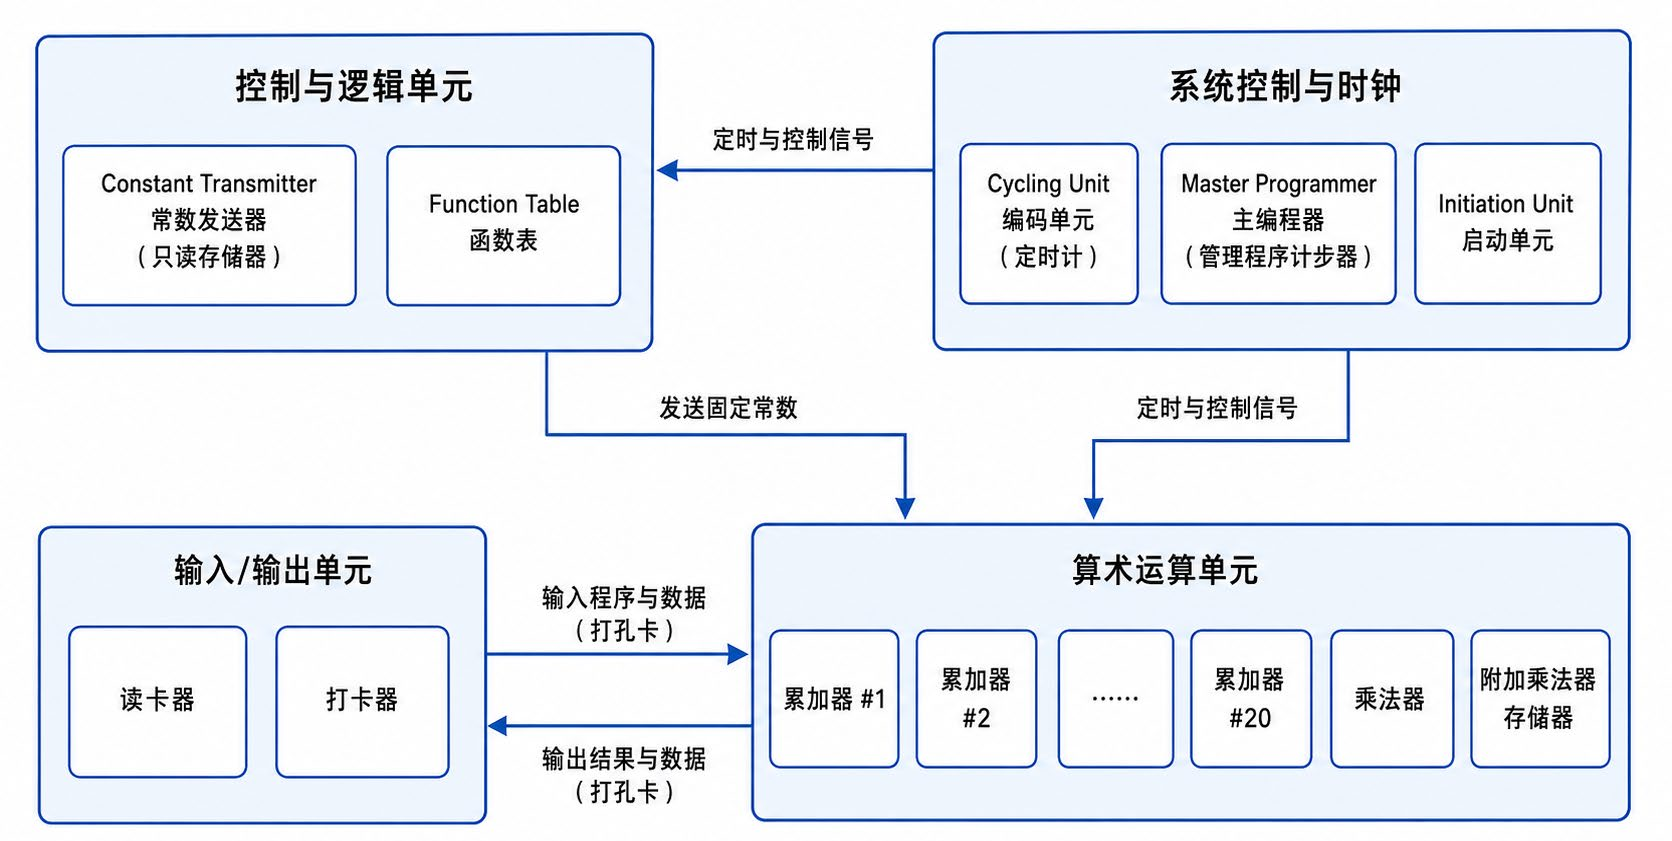 控制与逻辑单元
Constant Transmitter
常数发送器
（只读存储器）
Function Table
函数表
定时与控制信号
系统控制与时钟
Cycling Unit
编码单元
（定时计）
Master Programmer
主编程器
（管理程序计步器）
Initiation Unit
启动单元
发送固定常数
定时与控制信号
输入/输出单元
读卡器
打卡器
输入程序与数据
（打孔卡）
输出结果与数据
（打孔卡）
算术运算单元
累加器 #1
累加器
#2
……
累加器
#20
乘法器
附加乘法器
存储器